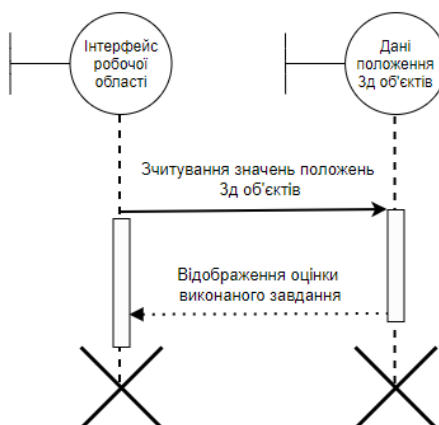 Інтерфейс
робочої
області
Дані
положення
3д об'єктів
Зчитування значень положень
3д об'єктів
Відображення оцінки
виконаного завдання